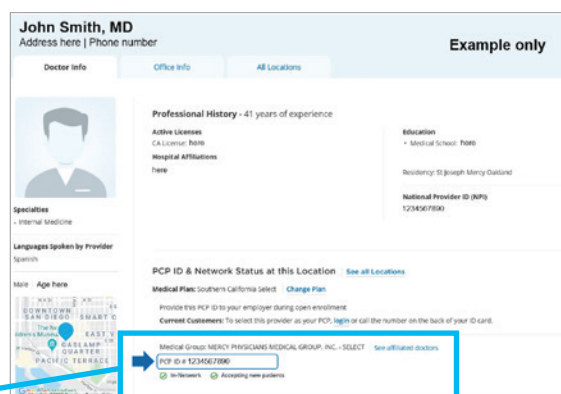 John Smith, MD
Address here | Phone number
Example only
Doctor Info
Office Info
All Locations
Professional History - 41 years of experience
Active Licenses
CA License: here
Hospital Affiliations
here
Education
• Medical School: here
Residency: St Joseph Mercy Oakland
National Provider ID (NPI)
1234567890
Specialties
- Internal Medicine
Languages Spoken by Provider
Spanish
Male Age here
DOWNTOWN
SAN DIEGO
EAST V
GASLAMP
QUARTER
PACIFIC TERRACE
PCP ID & Network Status at this Location
See all Locations
Medical Plan: Southern California Select
Change Plan
Provide this PCP ID to your employer during open enrollment
Current Customers: To select this provider as your PCP, login or call the number on the back of your ID card.
Medical Group: MERCY PHYSICIANS MEDICAL GROUP, INC. - SELECT
See affiliated doctors
PCP ID # 1234567890
In-Network
Accepting new patients